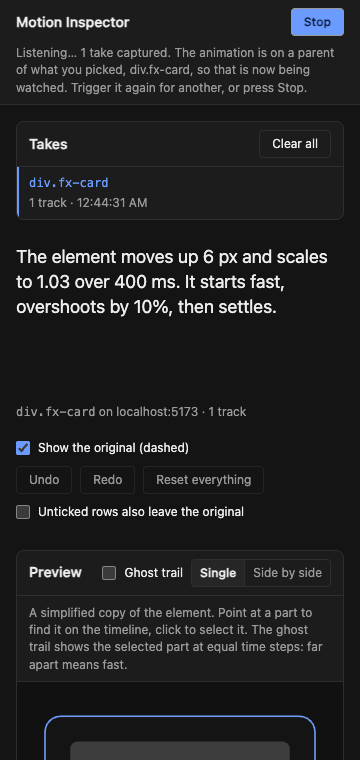 Motion Inspector
Stop
Listening... 1 take captured. The animation is on a parent
of what you picked, div.fx-card, so that is now being
watched. Trigger it again for another, or press Stop.
Takes
Clear all
div.fx-card
1 track · 12:44:31 AM
The element moves up 6 px and scales
to 1.03 over 400 ms. It starts fast,
overshoots by 10%, then settles.
div.fx-card on localhost:5173 · 1 track
Show the original (dashed)
Undo
Redo
Reset everything
Unticked rows also leave the original
Preview
Ghost trail
Single
Side by side
A simplified copy of the element. Point at a part to
find it on the timeline, click to select it. The ghost
trail shows the selected part at equal time steps: far
apart means fast.